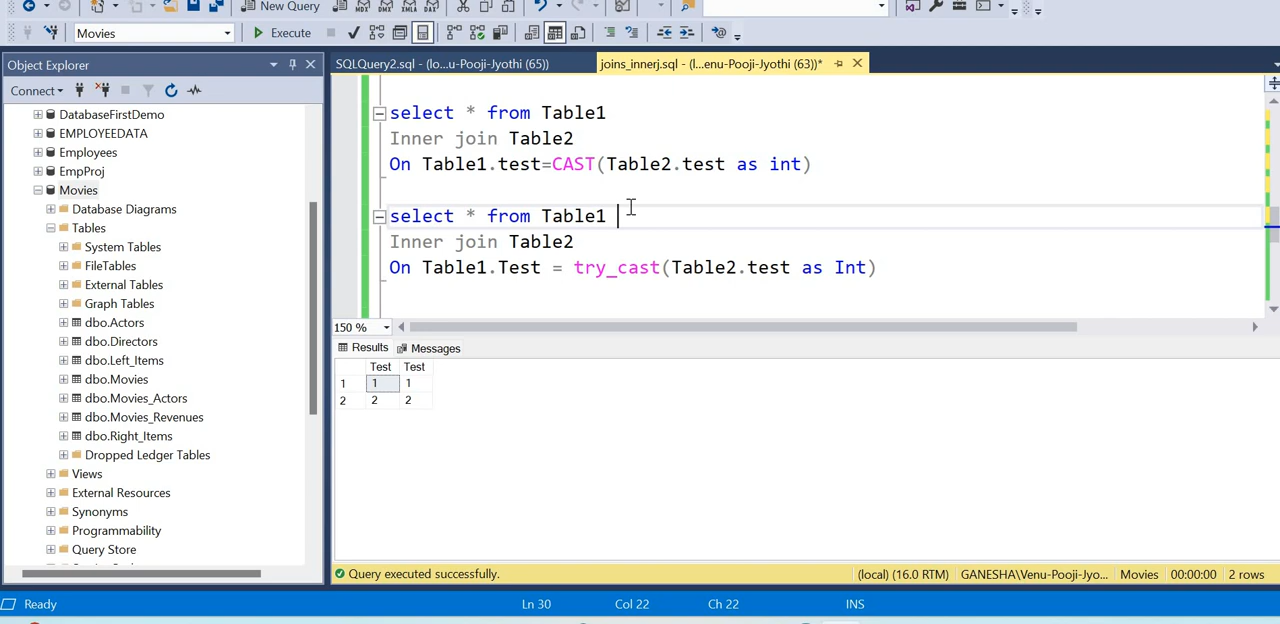 New Query
DMX
XMLA
DAX
Movies
Execute
Object Explorer
Connect
DatabaseFirstDemo
EMPLOYEEDATA
Employees
EmpProj
Movies
Database Diagrams
Tables
System Tables
FileTables
External Tables
Graph Tables
dbo.Actors
dbo.Directors
dbo.Left_Items
dbo.Movies
dbo.Movies_Actors
dbo.Movies_Revenues
dbo.Right_Items
Dropped Ledger Tables
Views
External Resources
Synonyms
Programmability
Query Store
SQLQuery2.sql - (lo...u-Pooji-Jyothi (65))
joins_innerj.sql - (l...enu-Pooji-Jyothi (63))*
select * from Table1
Inner join Table2
On Table1.test=CAST(Table2.test as int)
select * from Table1
Inner join Table2
On Table1.Test = try_cast(Table2.test as Int)
150 %
Results Messages
Test Test
1 1 1
2 2 2
Query executed successfully.
(local) (16.0 RTM) GANESHA\Venu-Pooji-Jyo... Movies 00:00:00 2 rows
Ready Ln 30 Col 22 Ch 22 INS